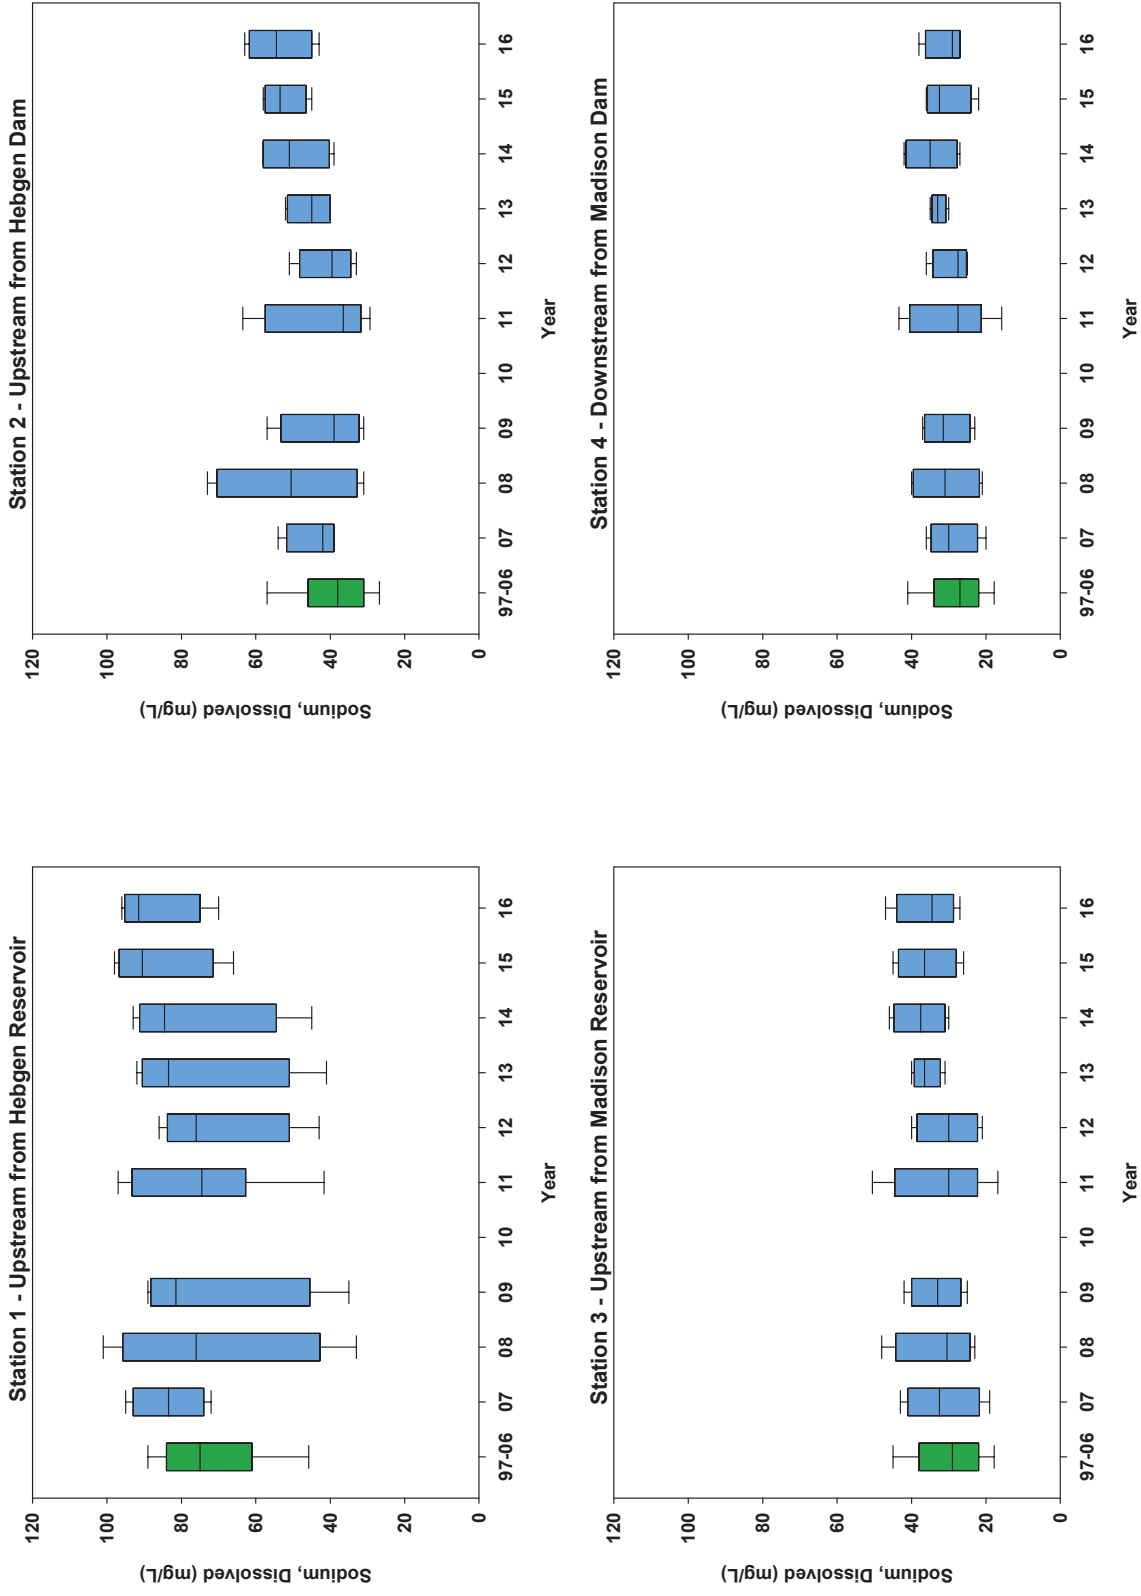 Station 1 - Upstream from Hebgen Reservoir
Sodium, Dissolved (mg/L)
120
100
80
60
40
20
0
97-06 07 08 09 10 11 12 13 14 15 16
Year
Station 2 - Upstream from Hebgen Dam
Sodium, Dissolved (mg/L)
120
100
80
60
40
20
0
97-06 07 08 09 10 11 12 13 14 15 16
Year
Station 3 - Upstream from Madison Reservoir
Sodium, Dissolved (mg/L)
120
100
80
60
40
20
0
97-06 07 08 09 10 11 12 13 14 15 16
Year
Station 4 - Downstream from Madison Dam
Sodium, Dissolved (mg/L)
120
100
80
60
40
20
0
97-06 07 08 09 10 11 12 13 14 15 16
Year